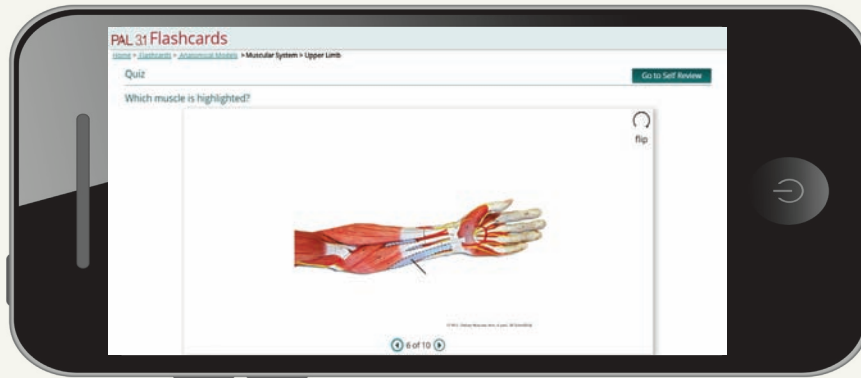 PAL 3.1 Flashcards
Home > Flashcards > Anatomical Models > Muscular System > Upper Limb
Quiz
Go to Self Review
Which muscle is highlighted?
flip
6 of 10